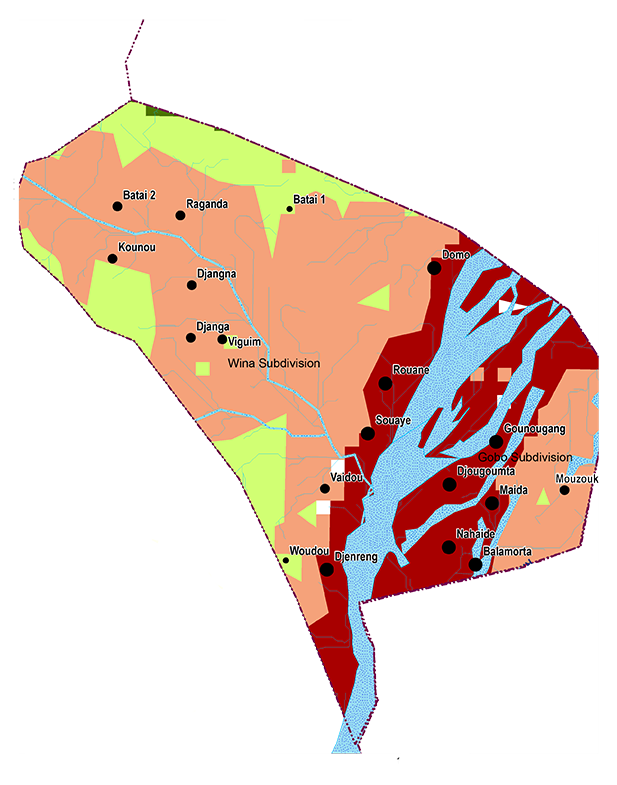 Batai 2
Raganda
Batai 1
Kounou
Domo
Djangna
Djanga
Viguim
Wina Subdivision
Rouane
Souaye
Gounougang
Gobo Subdivision
Djougoumta
Vaidou
Mouzouk
Maida
Nahaide
Woudou
Djenreng
Balamorta